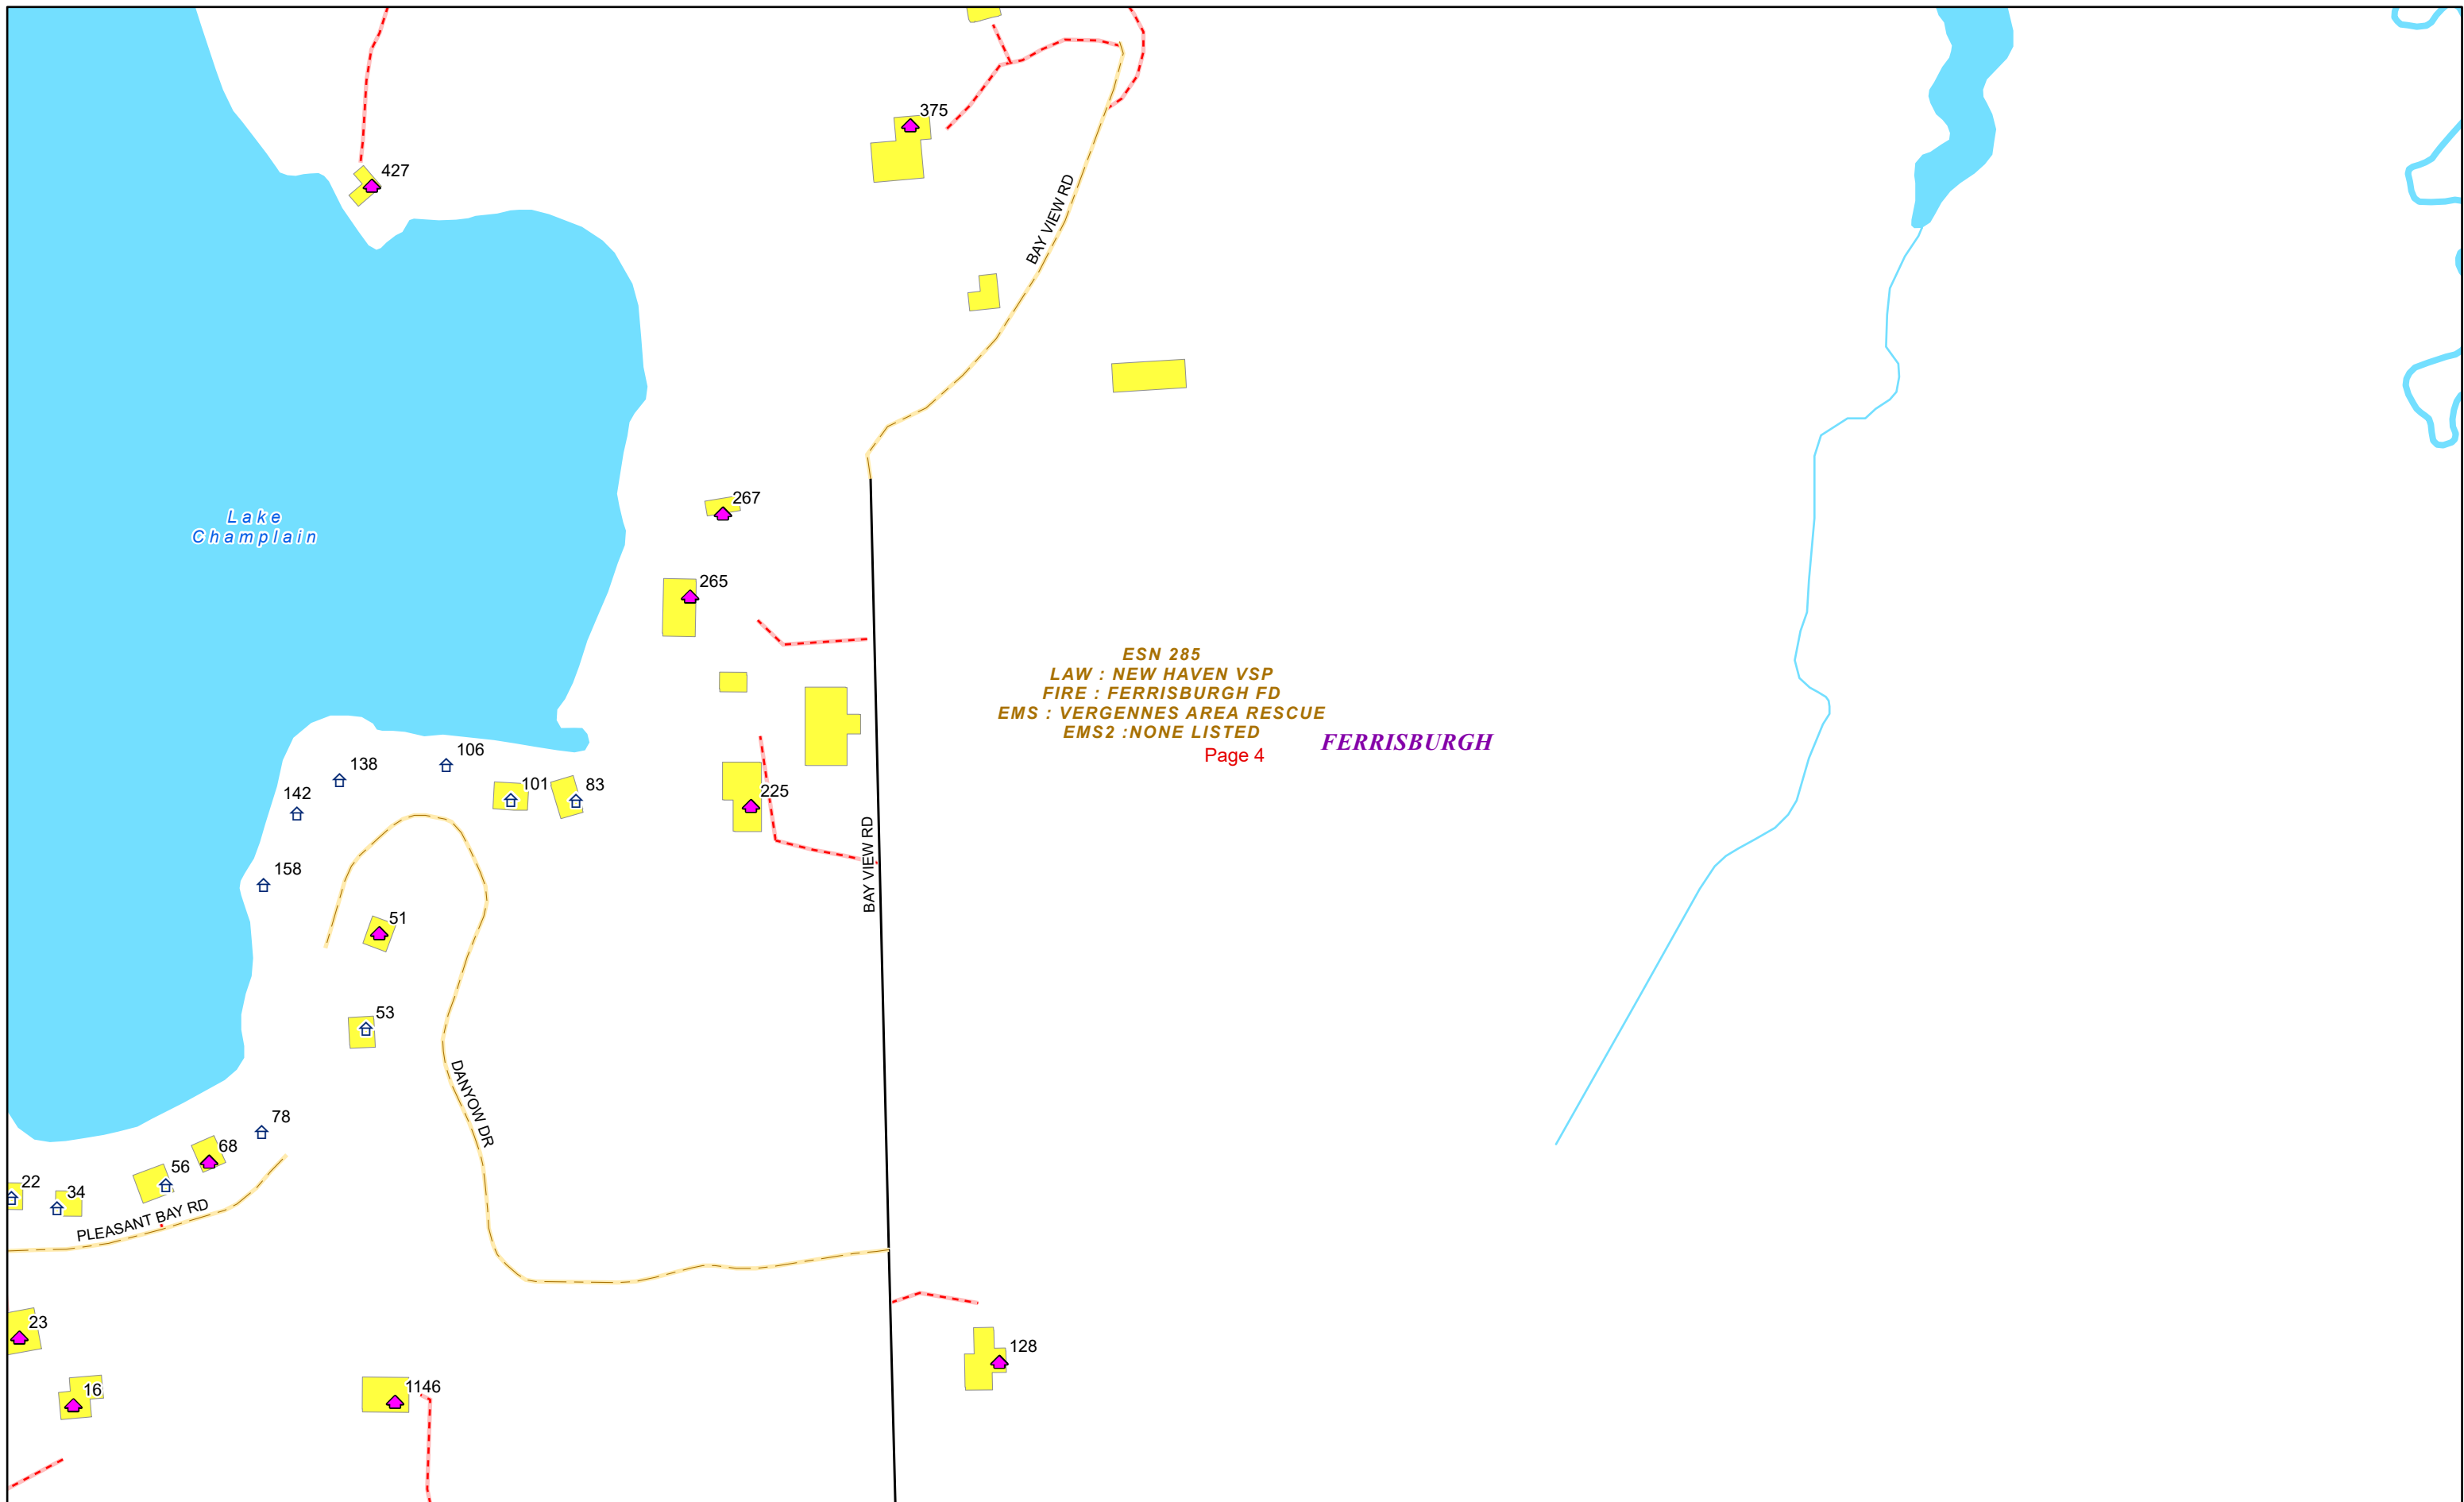 375
427
BAY VIEW RD
267
Lake
Champlain
265
ESN 285
LAW : NEW HAVEN VSP
FIRE : FERRISBURGH FD
EMS : VERGENNES AREA RESCUE
EMS2 :NONE LISTED
FERRISBURGH
Page 4
106
138
101
83
142
225
BAY VIEW RD
158
51
53
DANYOW DR
78
68
56
22
34
PLEASANT BAY RD
23
128
16
1146